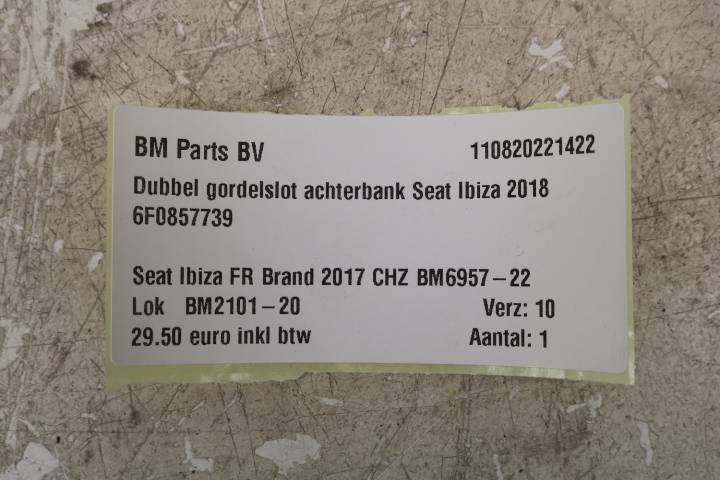 BM Parts BV 110820221422
Dubbel gordelslot achterbank Seat Ibiza 2018
6F0857739
Seat Ibiza FR Brand 2017 CHZ BM6957-22
Lok BM2101-20 Verz: 10
29.50 euro inkl btw Aantal: 1